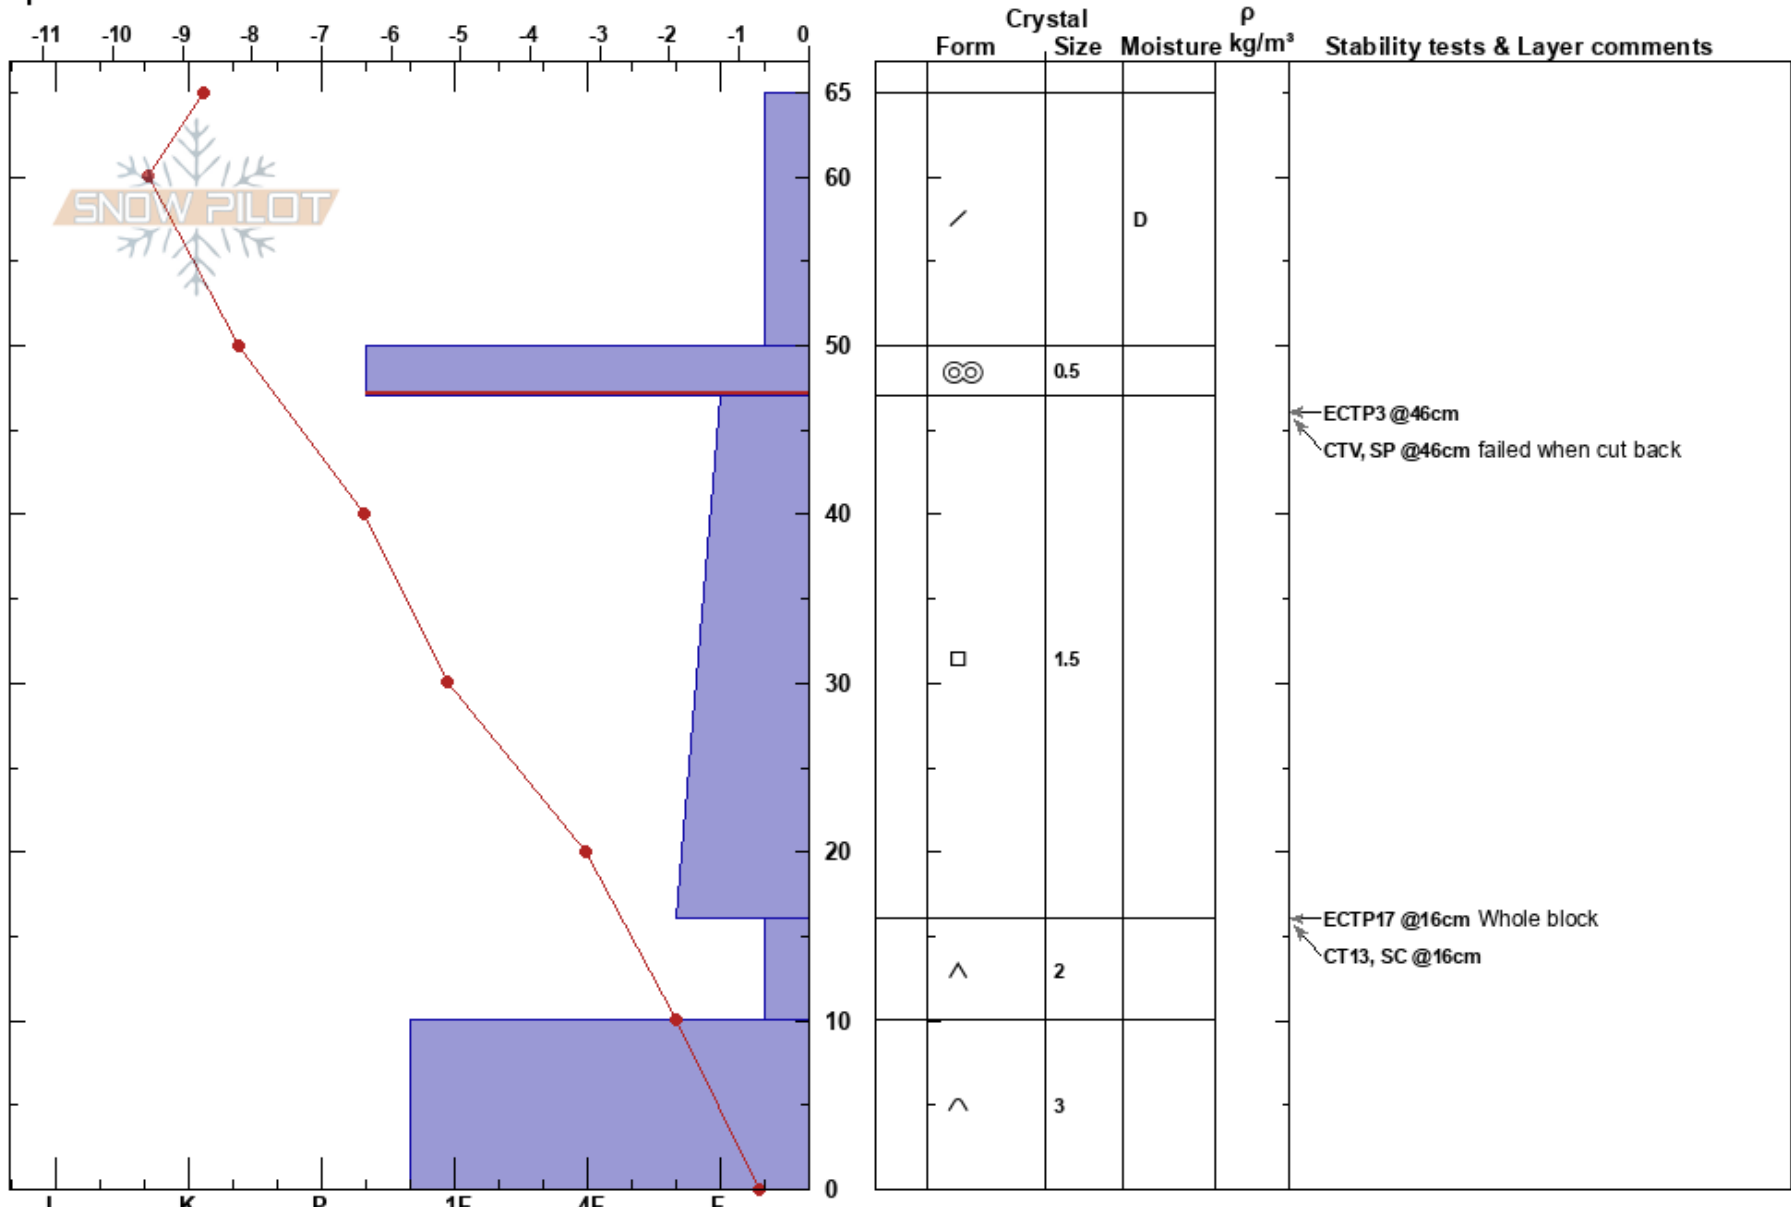 -11 -10 -9 -8 -7 -6 -5 -4 -3 -2 -1 0
Crystal
Form Size Moisture ρ kg/m³ Stability tests & Layer comments
65
60
SNOW PILOT
D
50
0.5
ECTP3 @46cm
CTV, SP @46cm failed when cut back
40
1.5
30
20
ECTP17 @16cm Whole block
CT13, SC @16cm
2
10
3
0
I K P 1F 4F F